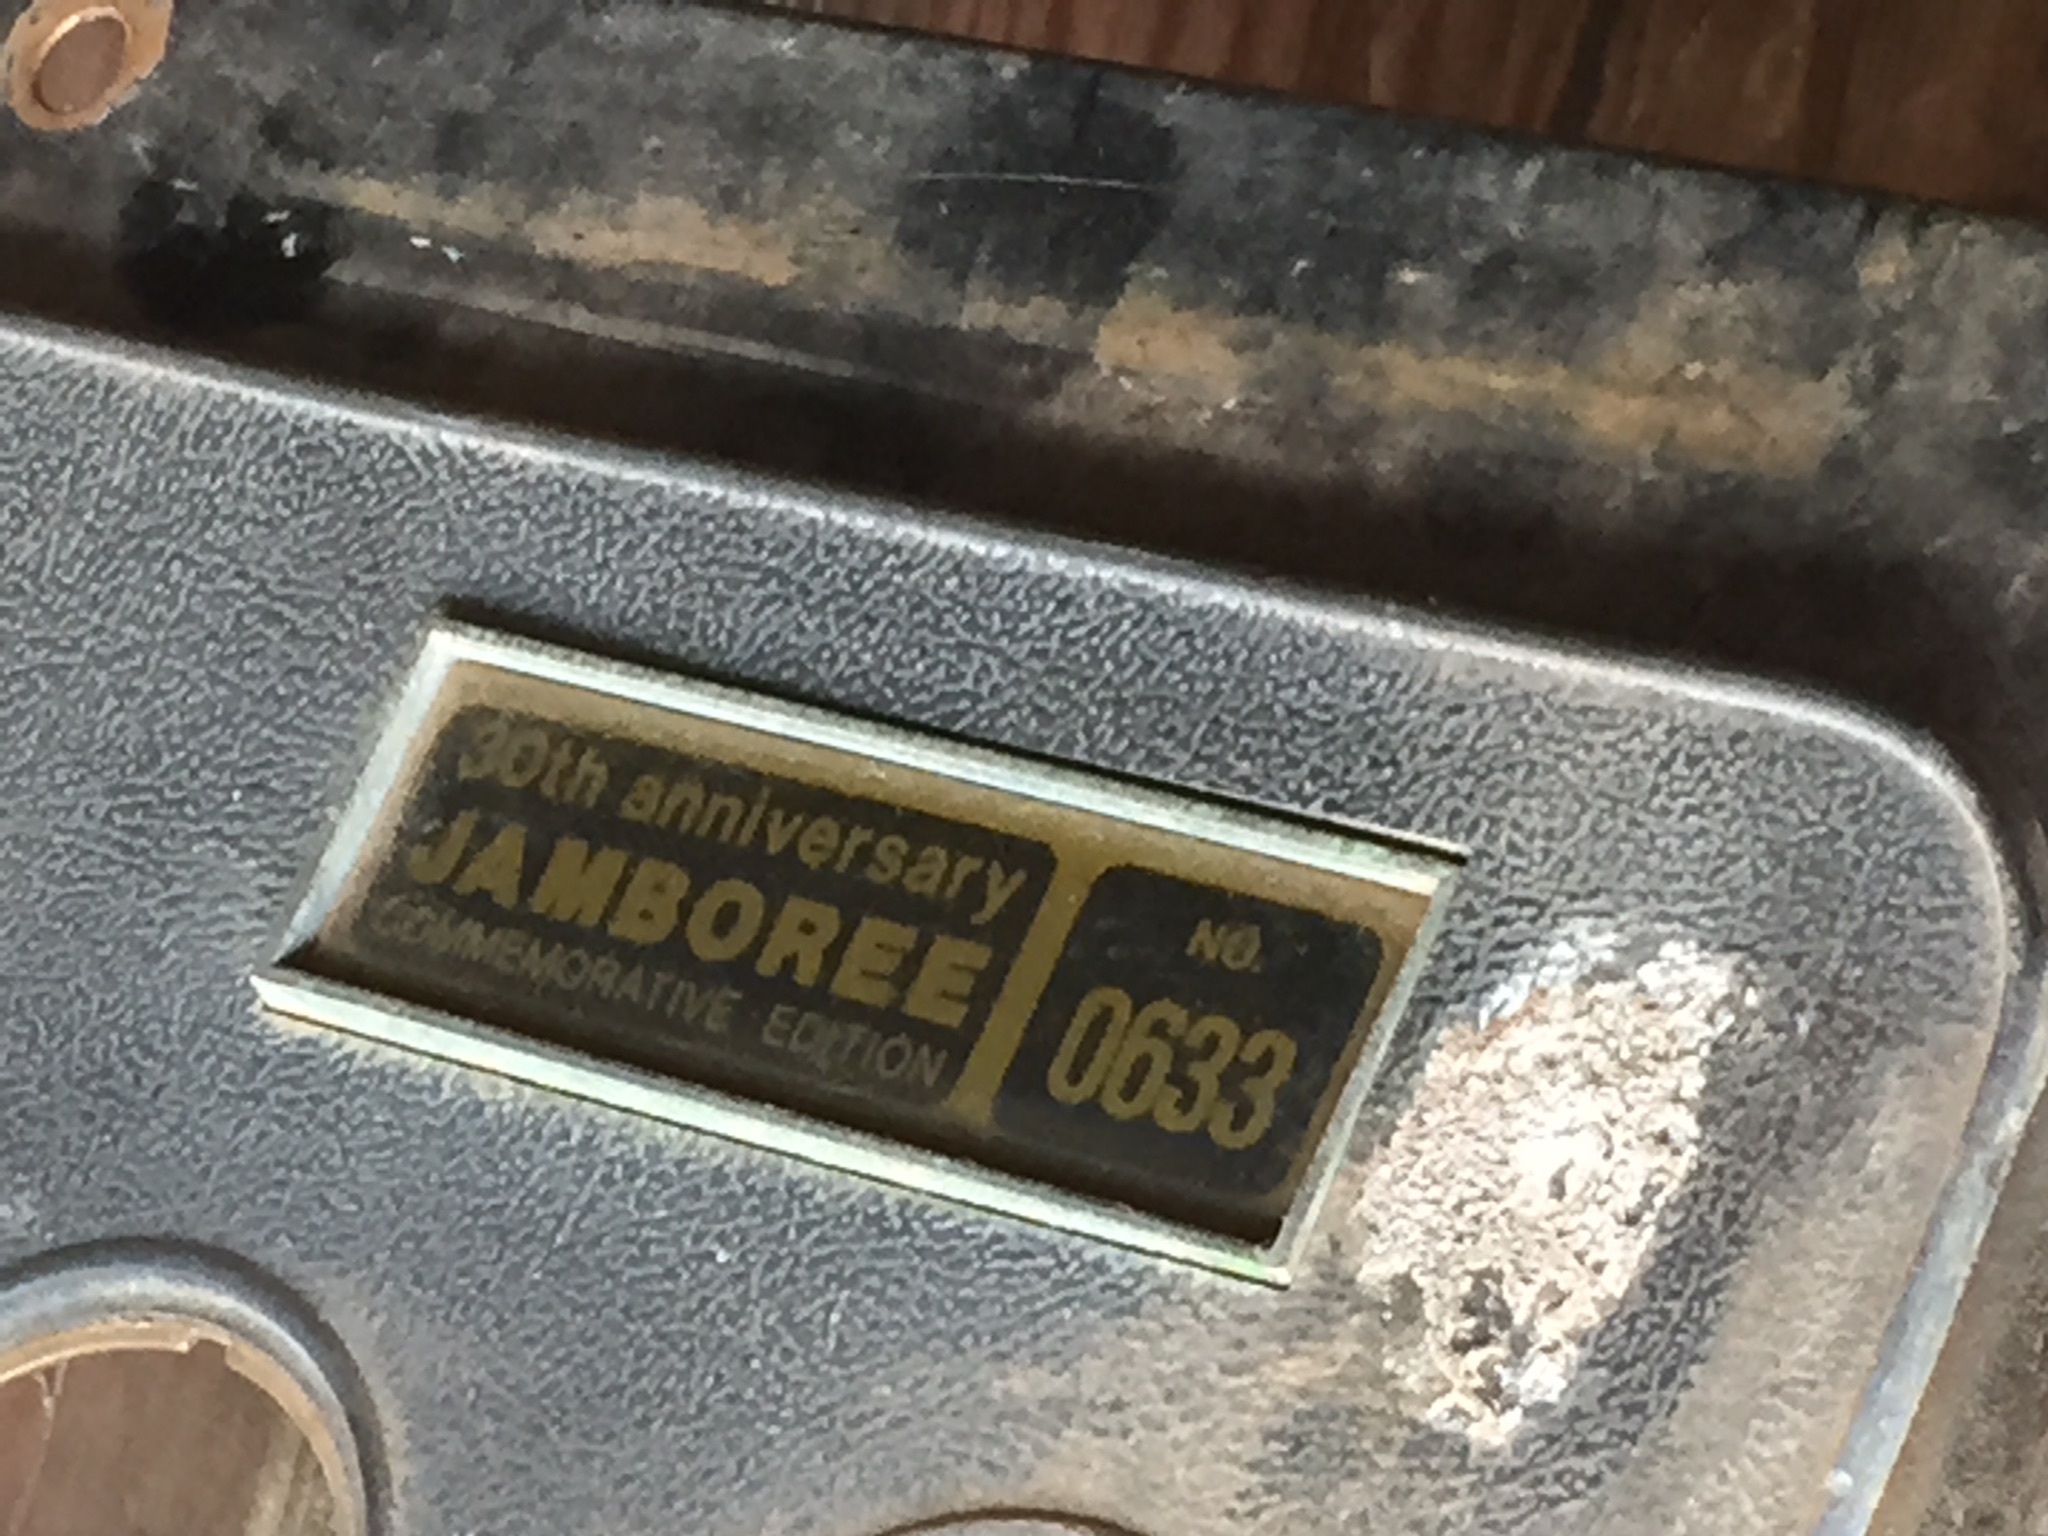 30th anniversary
JAMBOREE
COMMEMORATIVE EDITION
NO.
0633